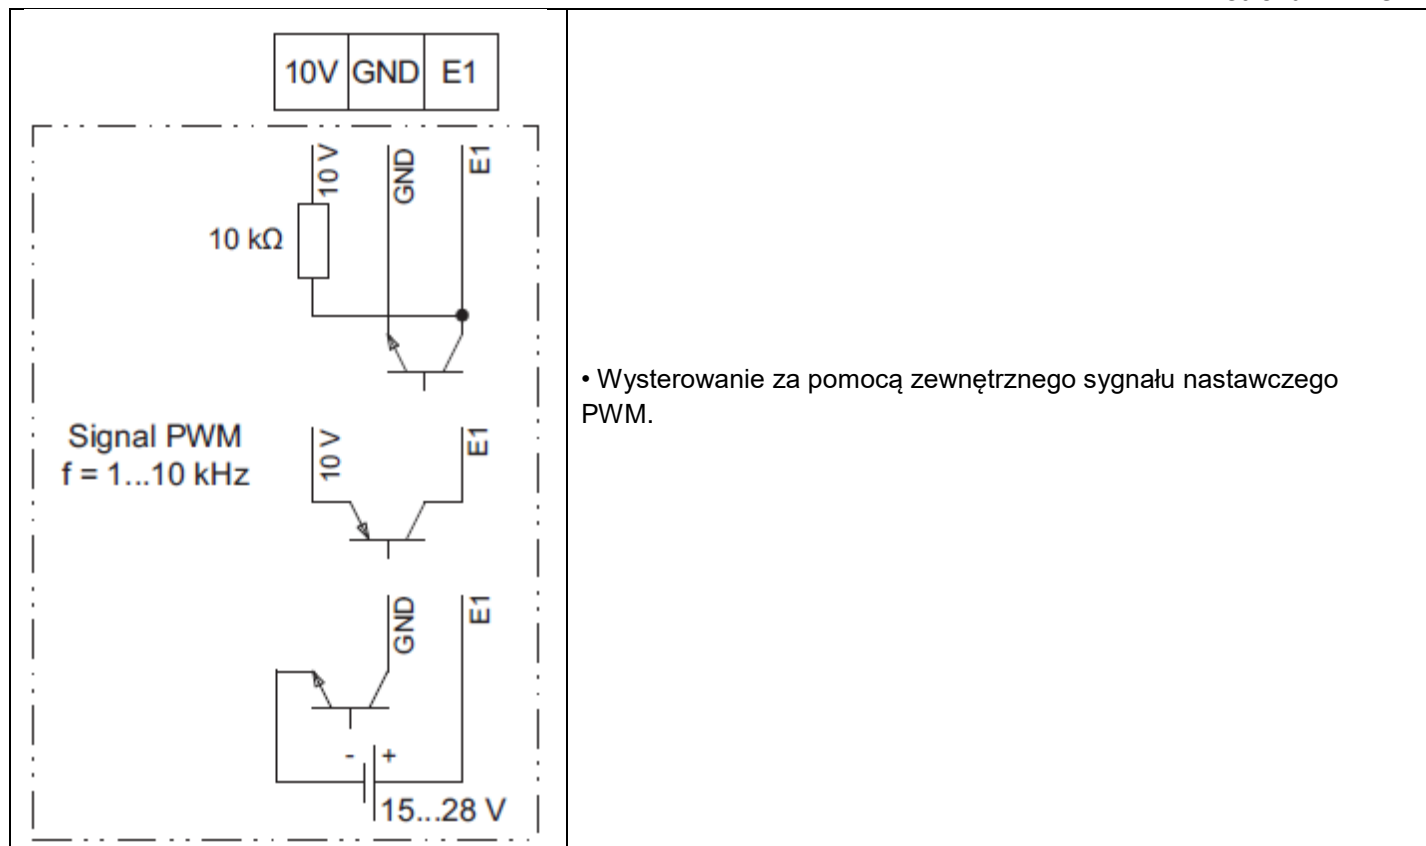 10V GND E1
10 V GND E1
10 kΩ
Signal PWM
f = 1...10 kHz
10 V E1
GND E1
- +
15...28 V
• Wysterowanie za pomocą zewnętrznego sygnału nastawczego
PWM.